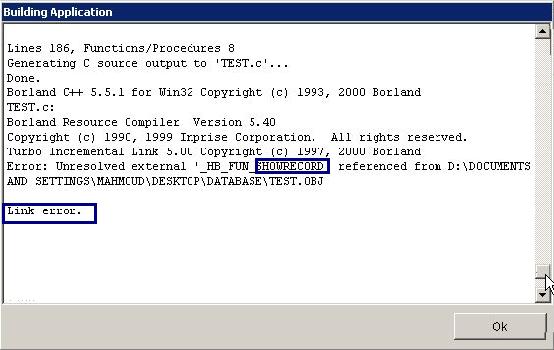 Building Application
Lines 186, Functions/Procedures 8
Generating C source output to 'TEST.c'...
Done.
Borland C++ 5.5.1 for Win32 Copyright (c) 1993, 2000 Borland
TEST.c:
Borland Resource Compiler  Version 5.40
Copyright (c) 1990, 1999 Inprise Corporation.  All rights reserved.
Turbo Incremental Link 5.00 Copyright (c) 1997, 2000 Borland
Error: Unresolved external '_HB_FUN_SHOWRECORD' referenced from D:\DOCUMENTS
AND SETTINGS\MAHMOUD\DESKTOP\DATABASE\TEST.OBJ
Link error.
Ok